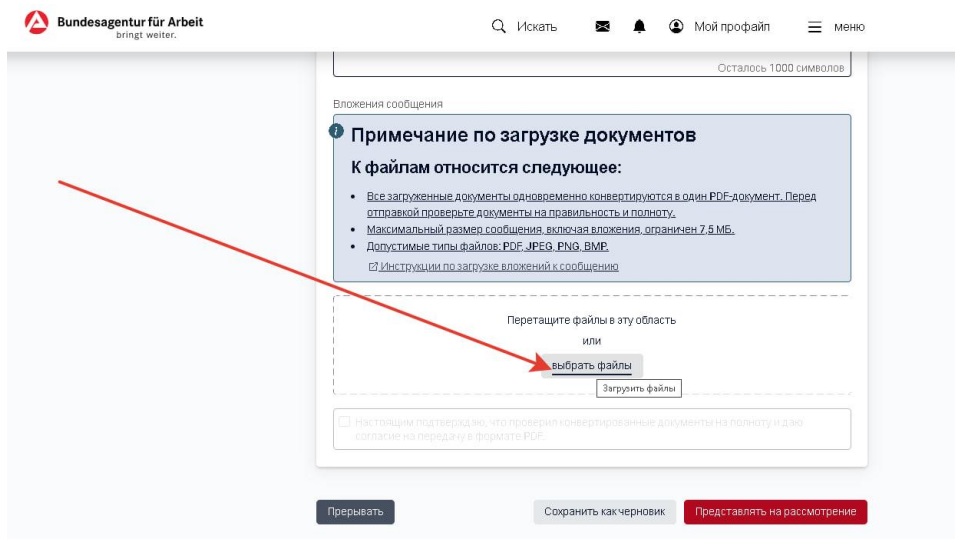 Bundesagentur für Arbeit
bringt weiter.
Искать
Мой профайл
меню
Осталось 1000 символов
Вложения сообщения
Примечание по загрузке документов
К файлам относится следующее:
Все загруженные документы одновременно конвертируются в один PDF-документ. Перед
отправкой проверьте документы на правильность и полноту.
Максимальный размер сообщения, включая вложения, ограничен 7,5 МБ.
Допустимые типы файлов: PDF, JPEG, PNG, BMP.
Инструкции по загрузке вложений к сообщению
Перетащите файлы в эту область
или
выбрать файлы
Загрузить файлы
Настоящим подтверждаю, что проверил конвертированные документы на полноту и даю
согласие на передачу в формате PDF.
Прерывать
Сохранить как черновик
Представлять на рассмотрение